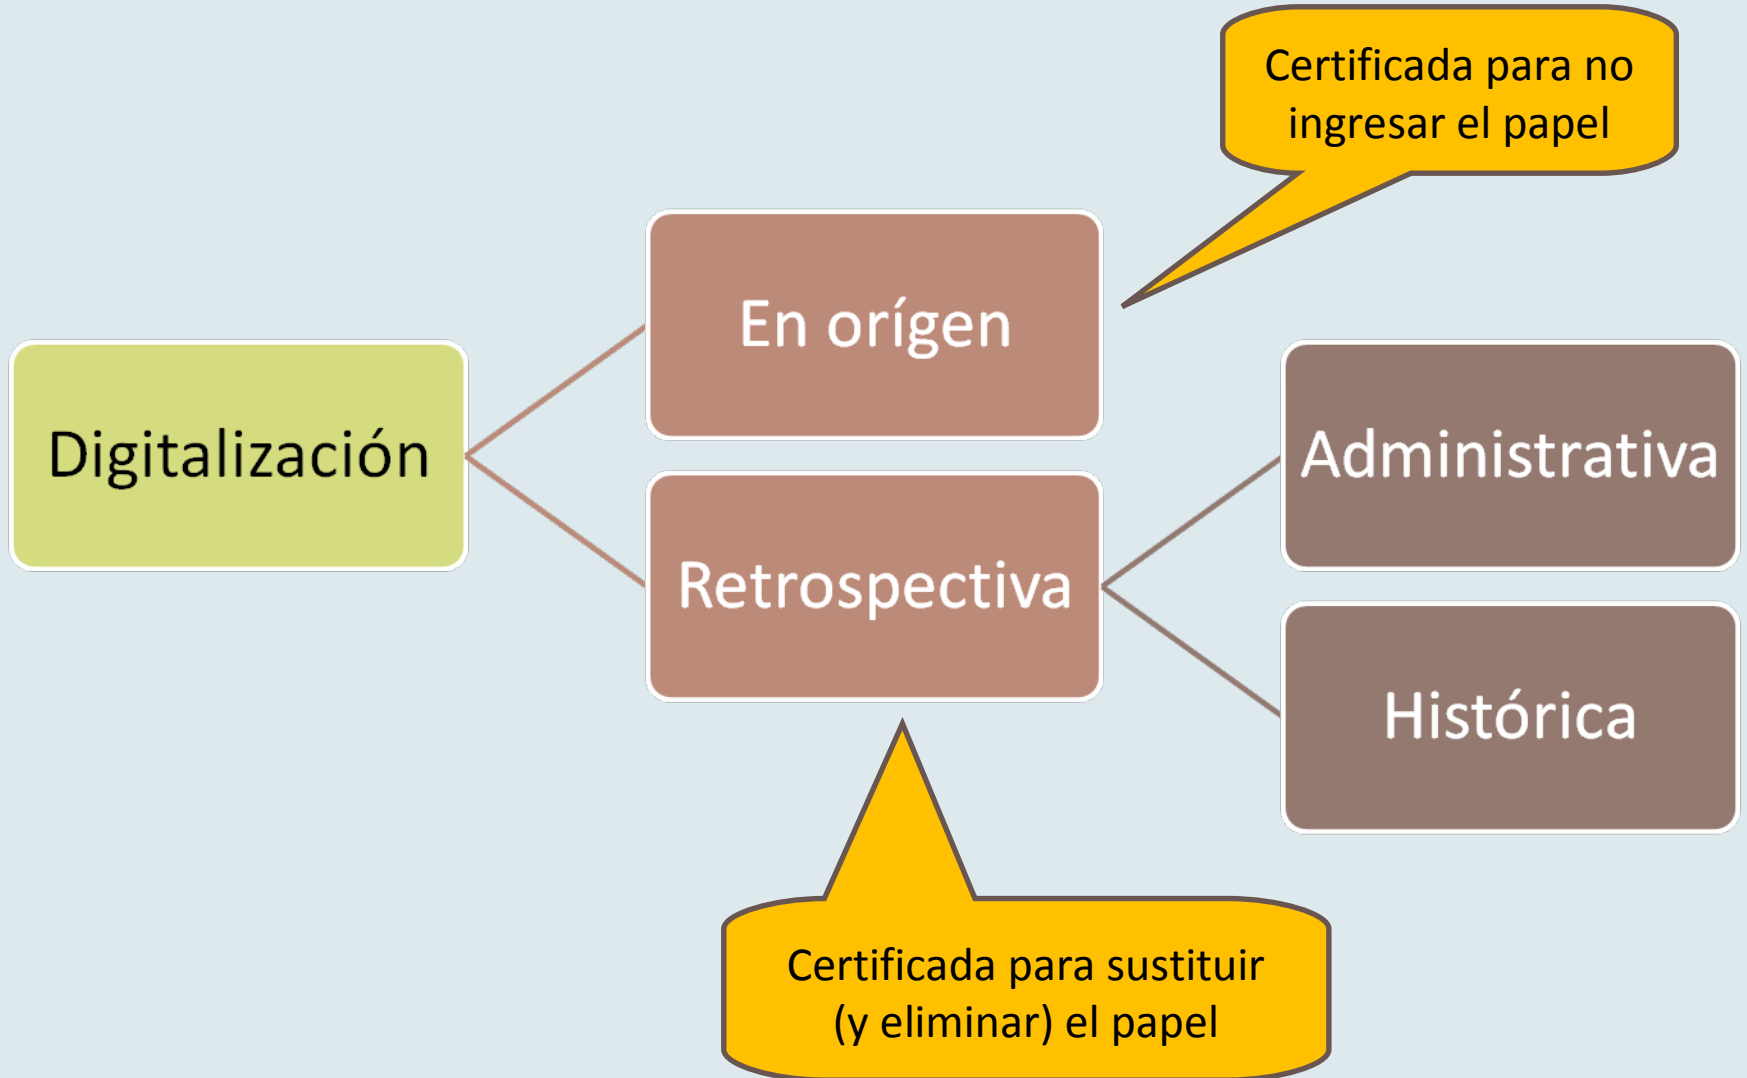 Certificada para no
ingresar el papel
En orígen
Digitalización
Administrativa
Retrospectiva
Histórica
Certificada para sustituir
(y eliminar) el papel